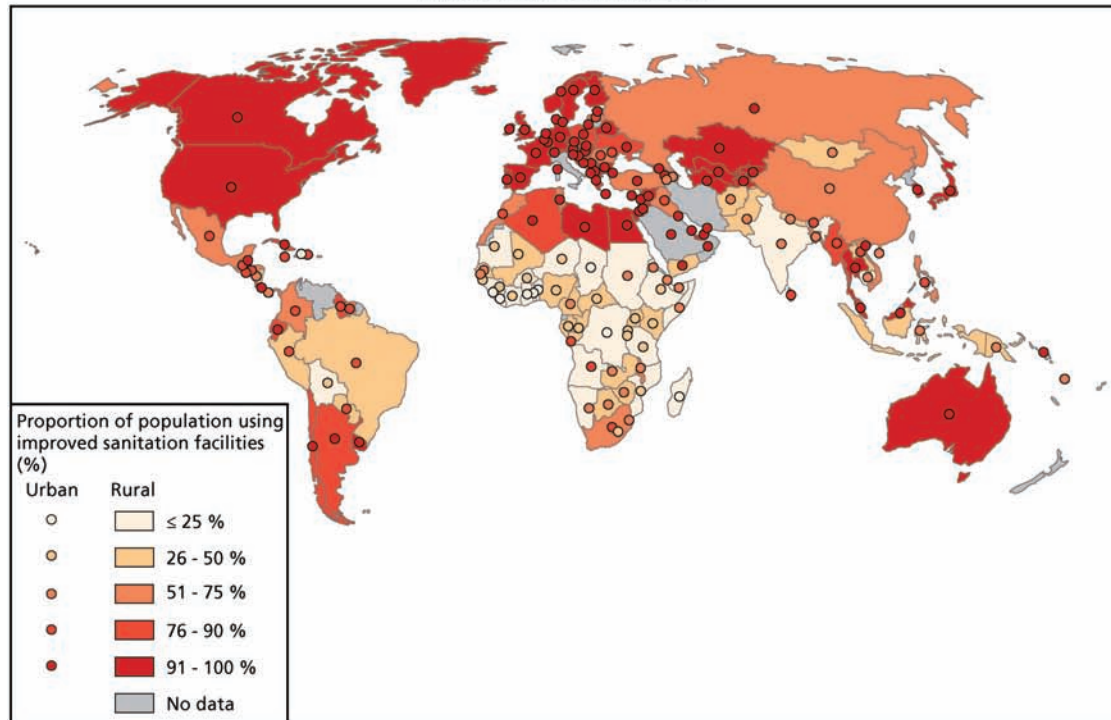 Proportion of population using
improved sanitation facilities
(%)
Urban Rural
≤ 25 %
26 - 50 %
51 - 75 %
76 - 90 %
91 - 100 %
No data